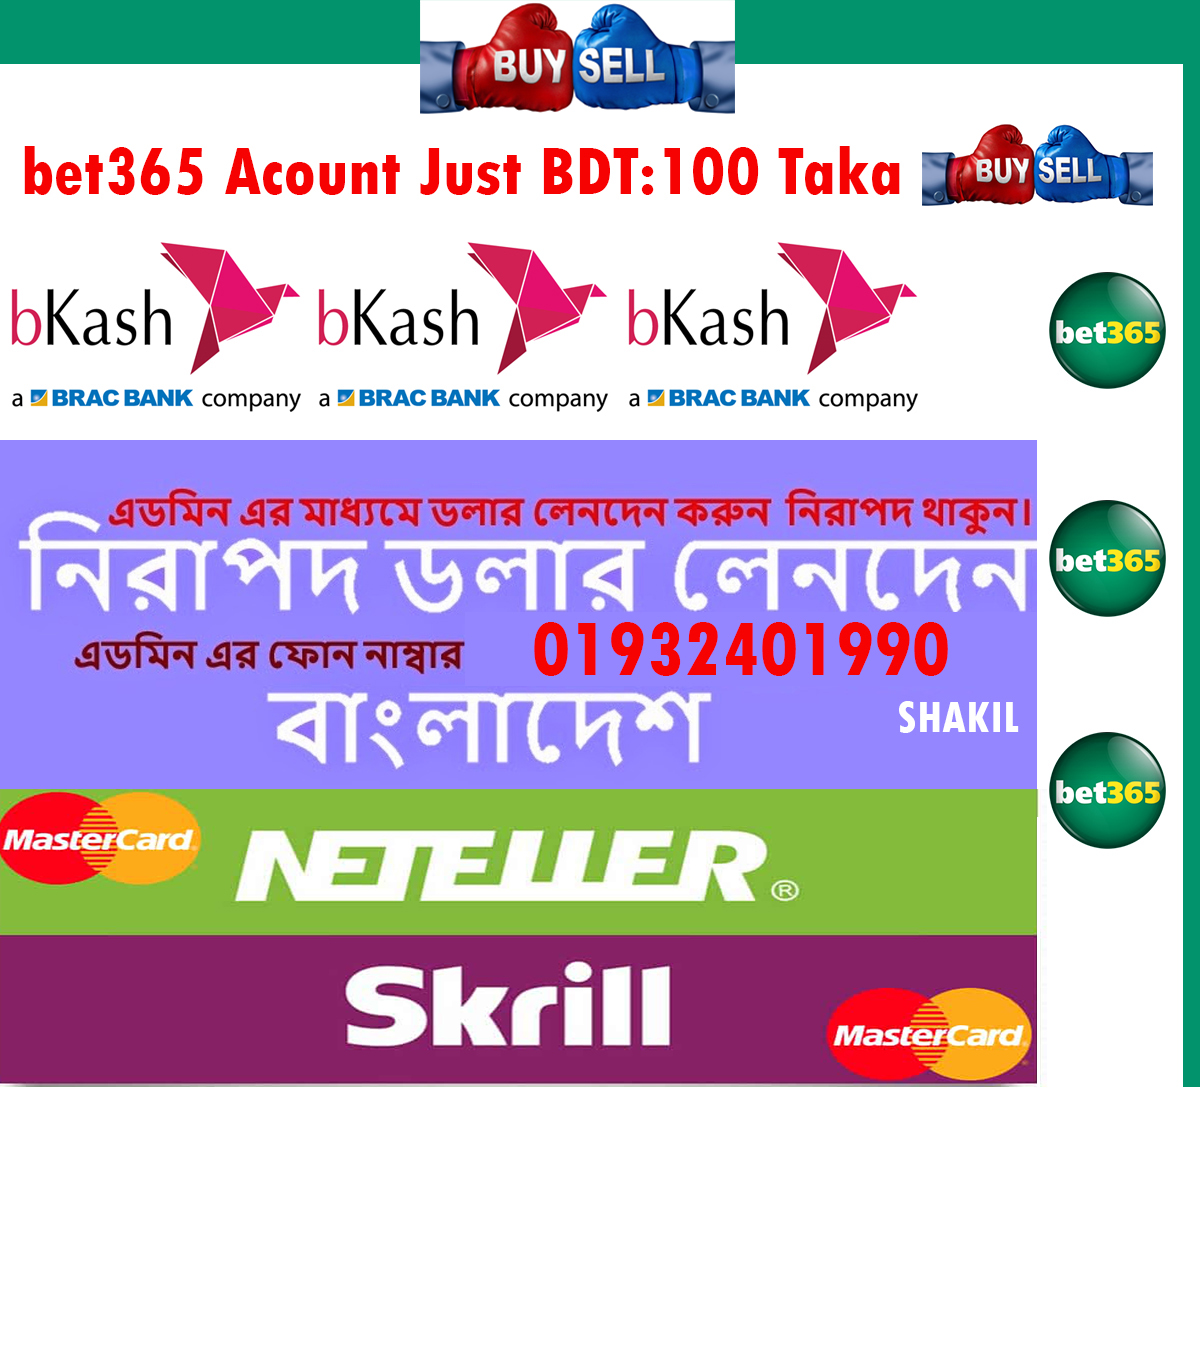 BUY SELL
bet365 Acount Just BDT:100 Taka BUY SELL
bKash bKash bKash
a BRAC BANK company a BRAC BANK company a BRAC BANK company
bet365
এডমিন এর মাধ্যমে ডলার লেনদেন করুন নিরাপদ থাকুন।
নিরাপদ ডলার লেনদেন
bet365
এডমিন এর ফোন নাম্বার 01932401990
বাংলাদেশ SHAKIL
bet365
MasterCard
NETELLER ®
Skrill
MasterCard